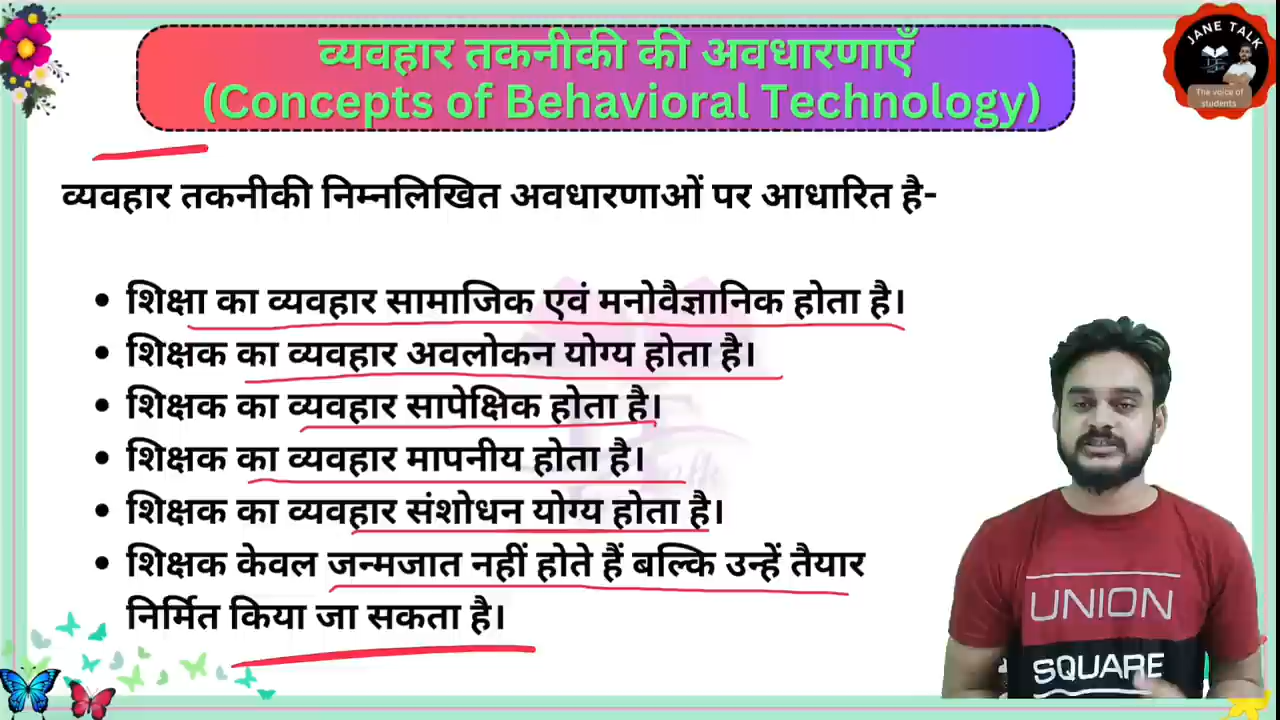 व्यवहार तकनीकी की अवधारणाएँ
(Concepts of Behavioral Technology)
JANE TALK
The voice of
students
व्यवहार तकनीकी निम्नलिखित अवधारणाओं पर आधारित है-
• शिक्षा का व्यवहार सामाजिक एवं मनोवैज्ञानिक होता है।
• शिक्षक का व्यवहार अवलोकन योग्य होता है।
• शिक्षक का व्यवहार सापेक्षिक होता है।
• शिक्षक का व्यवहार मापनीय होता है।
• शिक्षक का व्यवहार संशोधन योग्य होता है।
• शिक्षक केवल जन्मजात नहीं होते हैं बल्कि उन्हें तैयार
निर्मित किया जा सकता है।
UNION
SQUARE